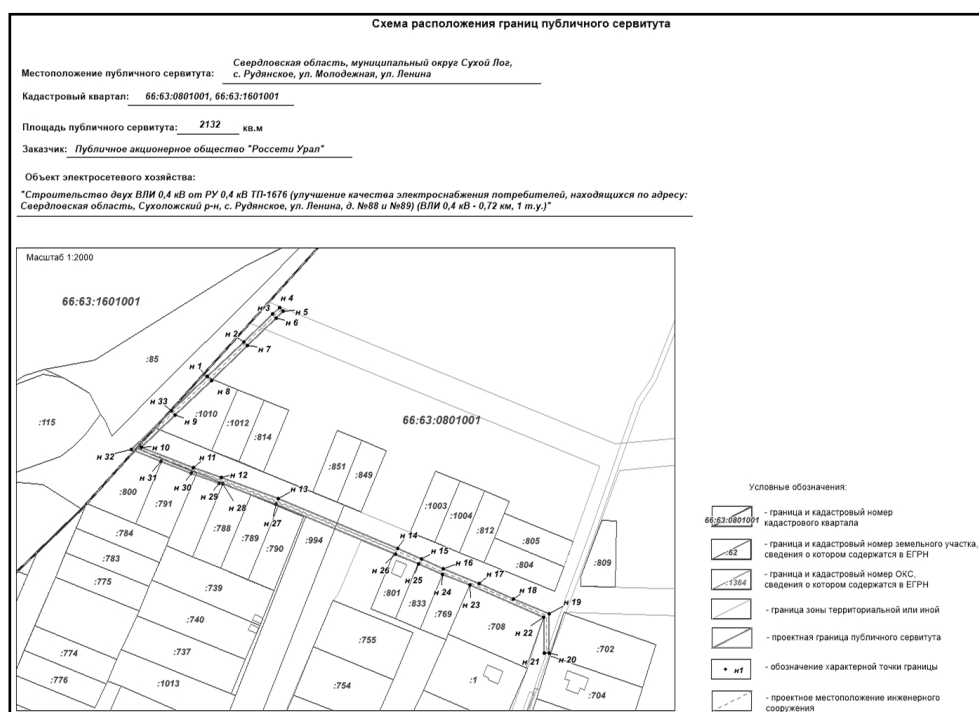 Схема расположения границ публичного сервитута
Свердловская область, муниципальный округ Сухой Лог,
Местоположение публичного сервитута: с. Рудянское, ул. Молодежная, ул. Ленина
Кадастровый квартал: 66:63:0801001, 66:63:1601001
Площадь публичного сервитута: 2132 кв.м
Заказчик: Публичное акционерное общество "Россети Урал"
Объект электросетевого хозяйства:
"Строительство двух ВЛИ 0,4 кВ от РУ 0,4 кВ ТП-1676 (улучшение качества электроснабжения потребителей, находящихся по адресу:
Свердловская область, Сухоложский р-н, с. Рудянское, ул. Ленина, д. №88 и №89) (ВЛИ 0,4 кВ - 0,72 км, 1 т.у.)"
Масштаб 1:2000
66:63:1601001
н 4
н 3
н 5
н 6
н 2
н 7
:85
н 1
н 8
н 33
н 9
:1010
:1012
:814
:115
66:63:0801001
н 32
н 10
н 31
н 11
н 30
н 12
н 29
н 28
н 13
н 27
:851
:849
:800
:791
:788
:789
:790
:994
:1003
:1004
:812
:805
:804
:809
:784
:783
:775
н 14
н 26
н 15
н 25
н 16
н 24
н 17
н 23
н 18
н 19
н 22
н 21
н 20
:801
:833
:769
:708
:739
:740
:737
:1013
:774
:776
:755
:754
:1
:702
:704
Условные обозначения:
66:63:0801001 - граница и кадастровый номер
кадастрового квартала
:62 - граница и кадастровый номер земельного участка,
сведения о котором содержатся в ЕГРН
:1364 - граница и кадастровый номер ОКС,
сведения о котором содержатся в ЕГРН
- граница зоны территориальной или иной
- проектная граница публичного сервитута
н1 - обозначение характерной точки границы
- проектное местоположение инженерного
сооружения